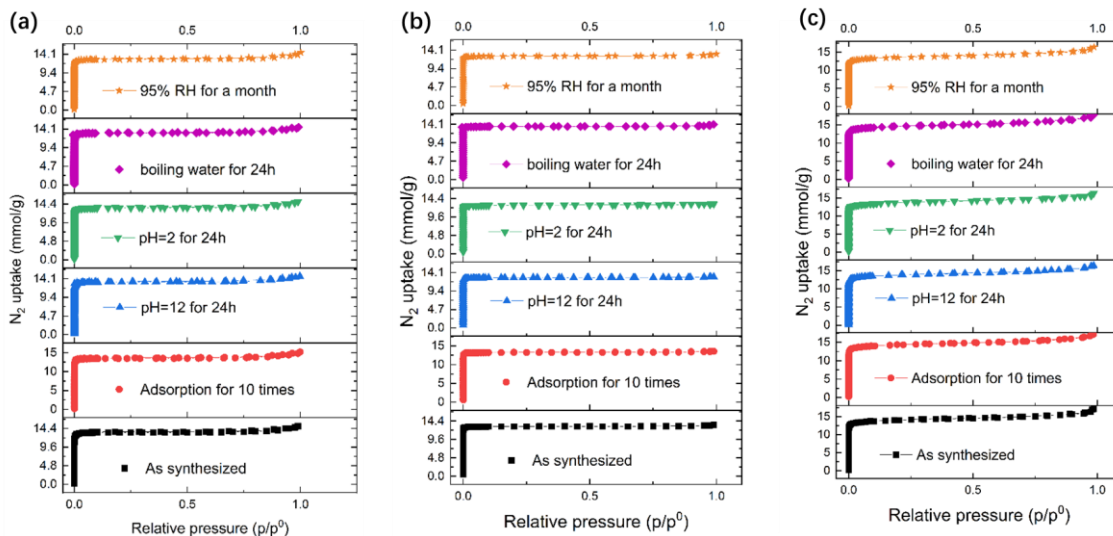 (a)
0.0 0.5 1.0
14.1
9.4
4.7
0.0
95% RH for a month
14.1
9.4
4.7
0.0
boiling water for 24h
14.4
9.6
4.8
0.0
pH=2 for 24h
14.1
9.4
4.7
0.0
pH=12 for 24h
15
10
5
0
Adsorption for 10 times
14.4
9.6
4.8
0.0
As synthesized
0.0 0.5 1.0
N2 uptake (mmol/g)
Relative pressure (p/p⁰)
(b)
0.0 0.5 1.0
14.1
9.4
4.7
0.0
95% RH for a month
14.1
9.4
4.7
0.0
boiling water for 24h
14.4
9.6
4.8
0.0
pH=2 for 24h
14.1
9.4
4.7
0.0
pH=12 for 24h
15
10
5
0
Adsorption for 10 times
14.4
9.6
4.8
0.0
As synthesized
0.0 0.5 1.0
N2 uptake (mmol/g)
Relative pressure (p/p⁰)
(c)
0.0 0.5 1.0
15
10
5
0
95% RH for a month
15
10
5
0
boiling water for 24h
15
10
5
0
pH=2 for 24h
15
10
5
0
pH=12 for 24h
15
10
5
0
Adsorption for 10 times
15
10
5
0
As synthesized
0.0 0.5 1.0
N2 uptake (mmol/g)
Relative pressure (p/p⁰)